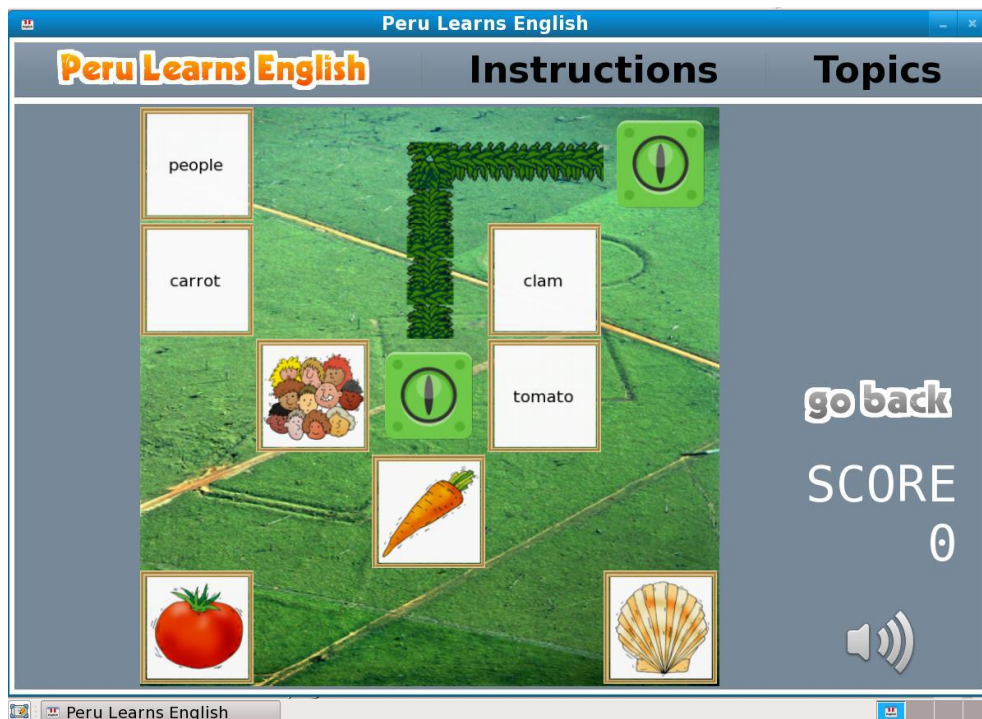 Peru Learns English
Peru Learns English
Instructions
Topics
people
carrot
clam
tomato
go back
SCORE
0
Peru Learns English